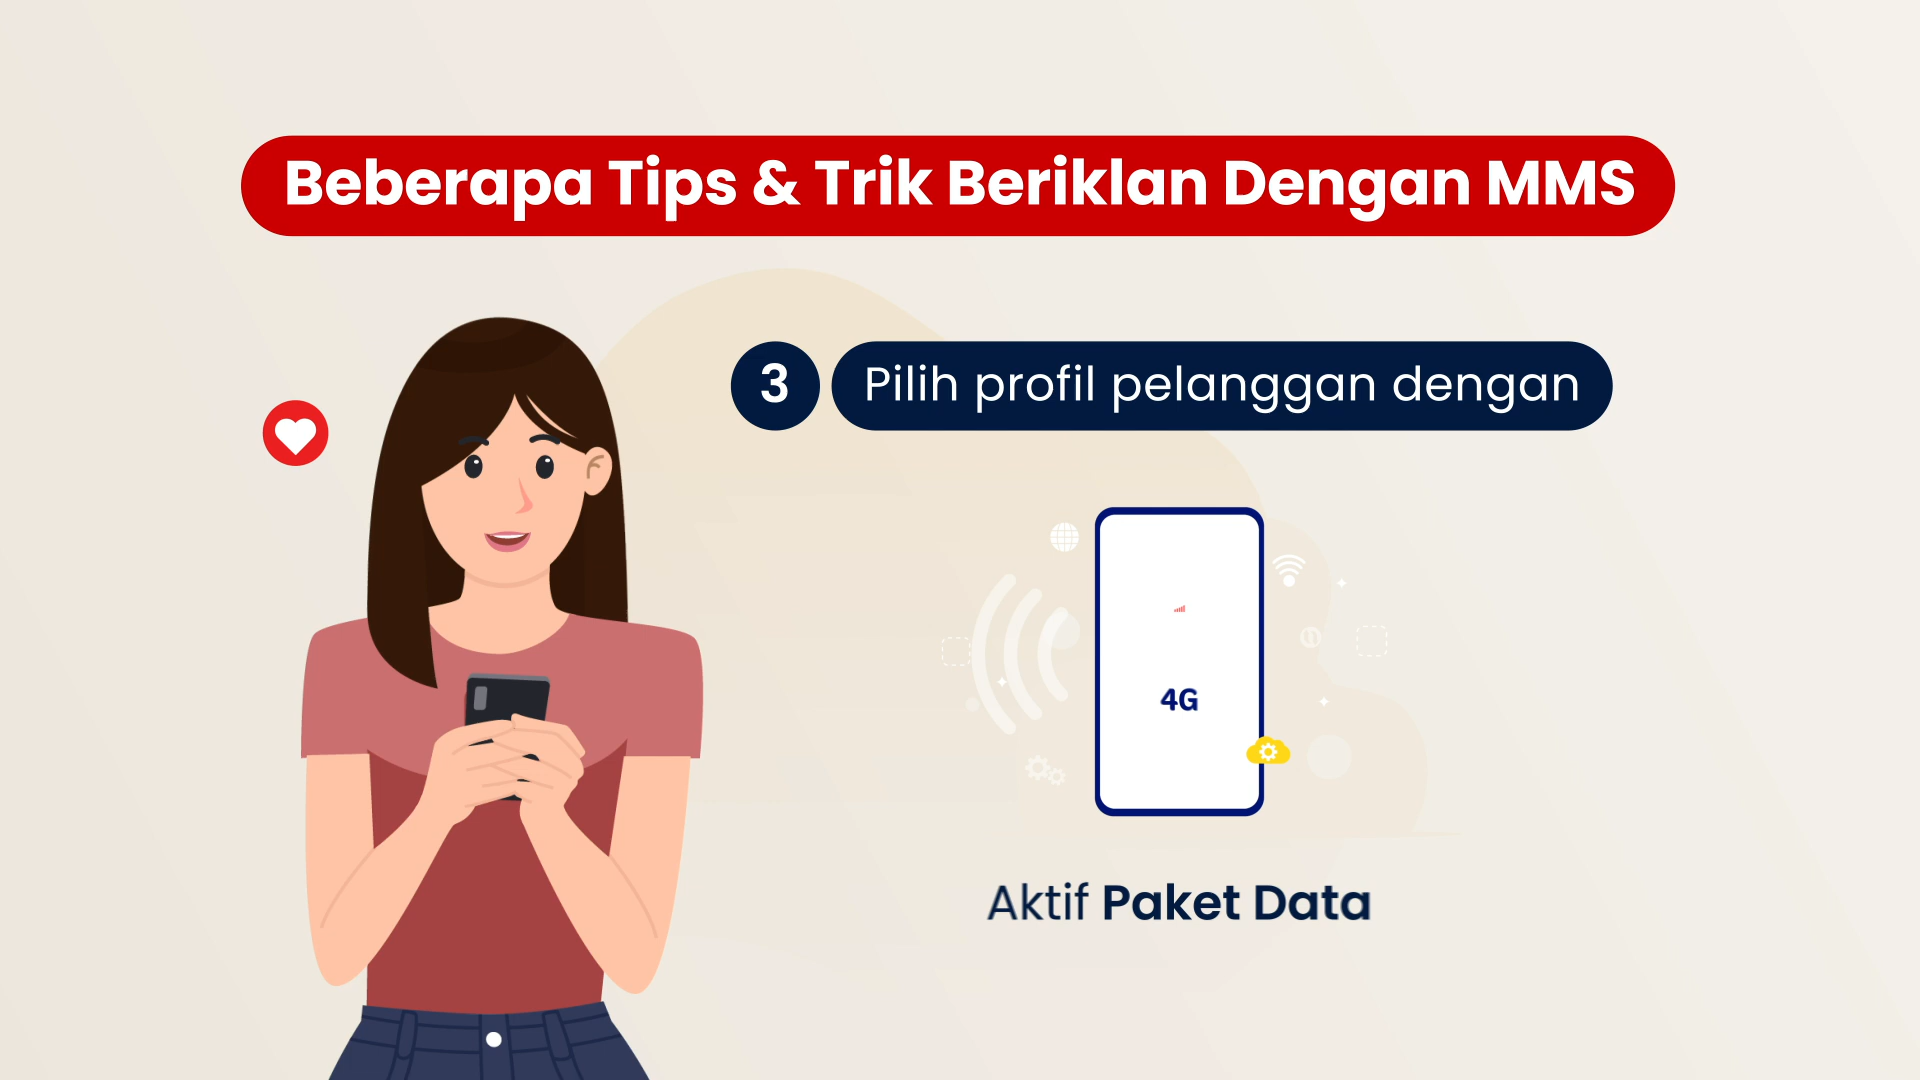 Beberapa Tips & Trik Beriklan Dengan MMS
3 Pilih profil pelanggan dengan
4G
Aktif Paket Data